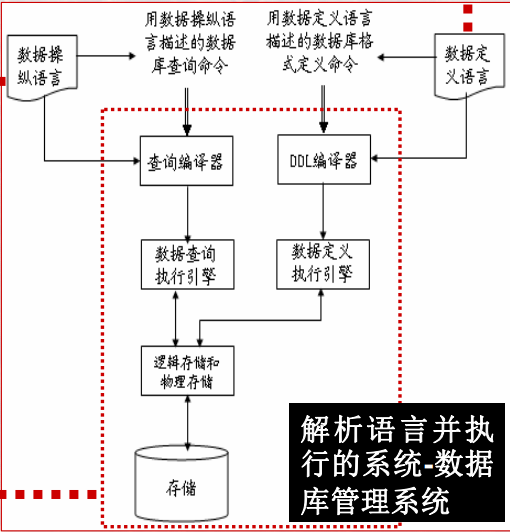 用数据操纵语
言描述的数据
库查询命令
用数据定义语言
描述的数据库格
式定义命令
数据操
纵语言
数据定
义语言
查询编译器
DDL编译器
数据查询
执行引擎
数据定义
执行引擎
逻辑存储和
物理存储
存储
解析语言并执
行的系统-数据
库管理系统